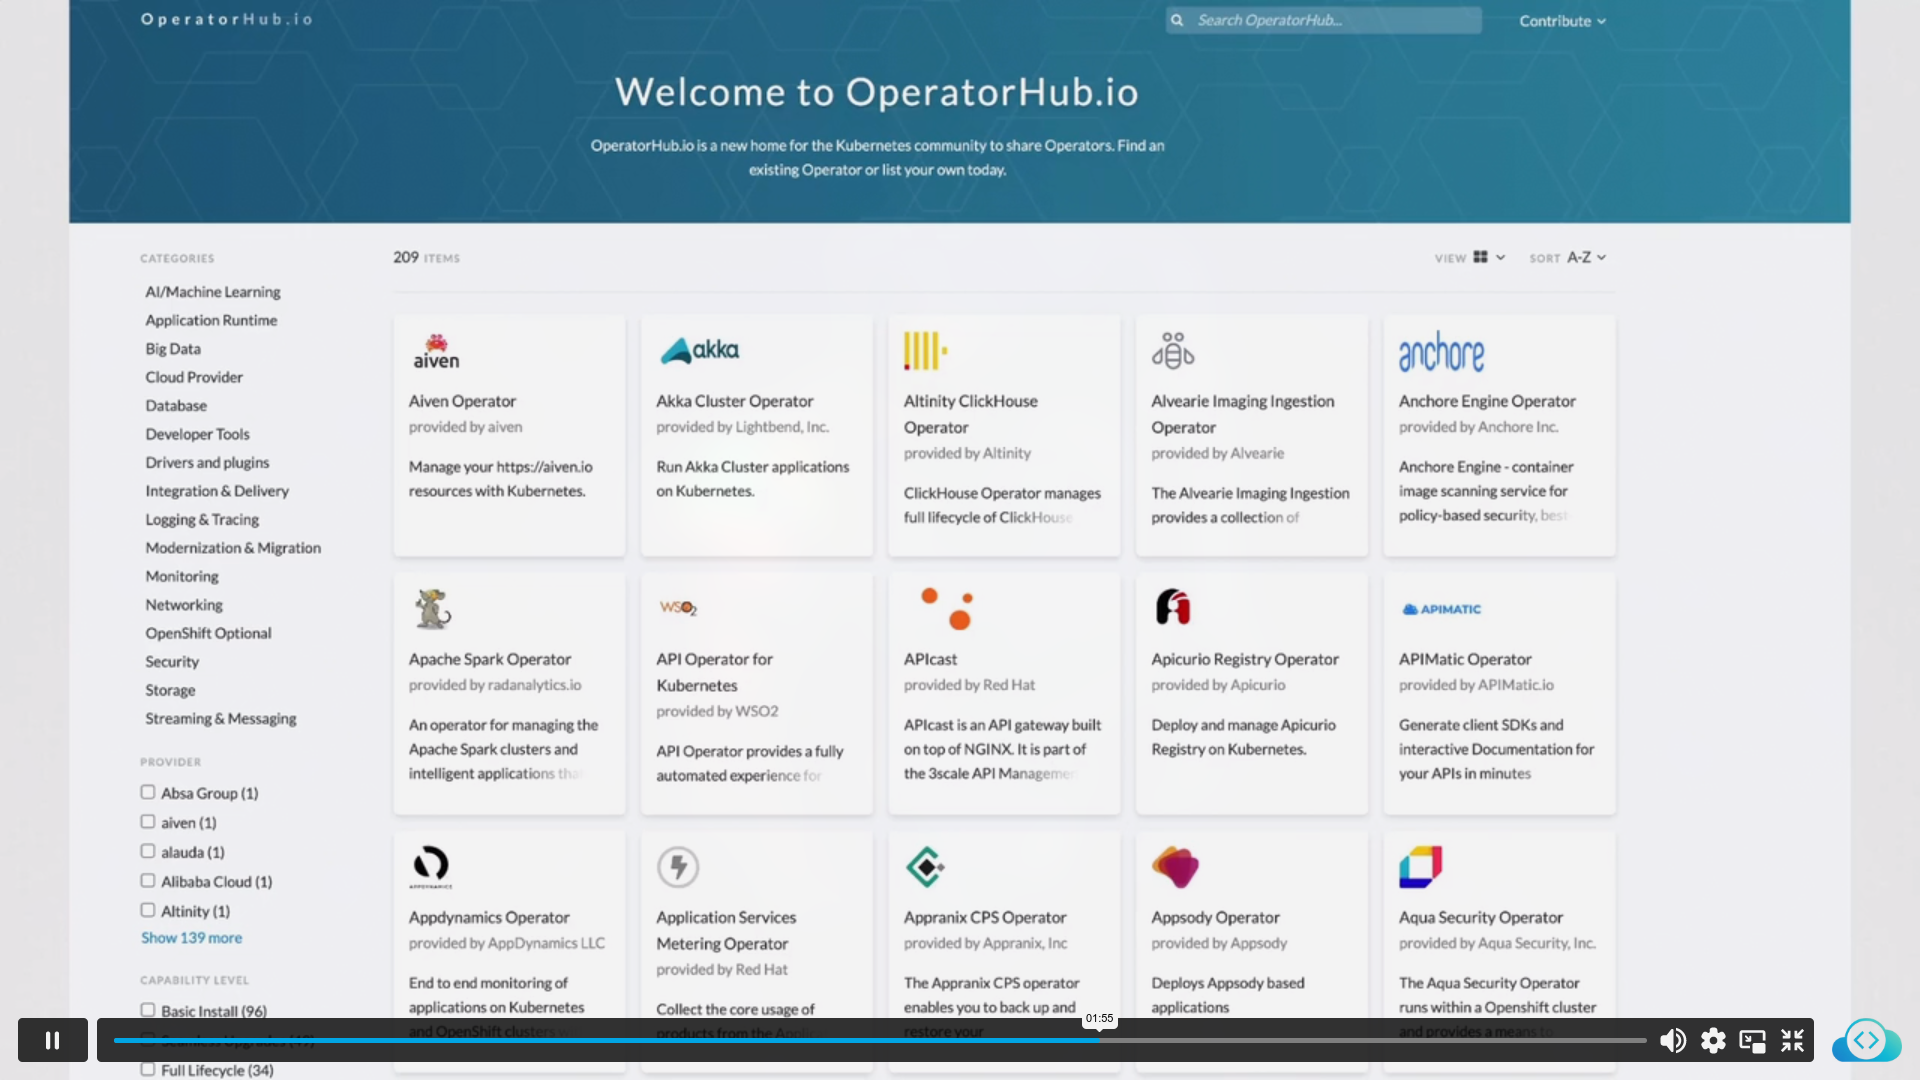 OperatorHub.io
Search OperatorHub...
Contribute
Welcome to OperatorHub.io
OperatorHub.io is a new home for the Kubernetes community to share Operators. Find an
existing Operator or list your own today.
CATEGORIES
AI/Machine Learning
Application Runtime
Big Data
Cloud Provider
Database
Developer Tools
Drivers and plugins
Integration & Delivery
Logging & Tracing
Modernization & Migration
Monitoring
Networking
OpenShift Optional
Security
Storage
Streaming & Messaging
PROVIDER
Absa Group (1)
aiven (1)
alauda (1)
Alibaba Cloud (1)
Altinity (1)
Show 139 more
CAPABILITY LEVEL
Basic Install (96)
Full Lifecycle (34)
209 ITEMS
VIEW
SORT A-Z
aiven
Aiven Operator
provided by aiven
Manage your https://aiven.io
resources with Kubernetes.
akka
Akka Cluster Operator
provided by Lightbend, Inc.
Run Akka Cluster applications
on Kubernetes.
Altinity ClickHouse
Operator
provided by Altinity
ClickHouse Operator manages
full lifecycle of ClickHouse
Alvearie Imaging Ingestion
Operator
provided by Alvearie
The Alvearie Imaging Ingestion
provides a collection of
anchore
Anchore Engine Operator
provided by Anchore Inc.
Anchore Engine - container
image scanning service for
policy-based security, best
Apache Spark Operator
provided by radanalytics.io
An operator for managing the
Apache Spark clusters and
intelligent applications tha
WSO2
API Operator for
Kubernetes
provided by WSO2
API Operator provides a fully
automated experience for
APIcast
provided by Red Hat
APIcast is an API gateway built
on top of NGINX. It is part of
the 3scale API Manageme
Apicurio Registry Operator
provided by Apicurio
Deploy and manage Apicurio
Registry on Kubernetes.
APIMATIC
APIMatic Operator
provided by APIMatic.io
Generate client SDKs and
interactive Documentation for
your APIs in minutes
APPDYNAMICS
Appdynamics Operator
provided by AppDynamics LLC
End to end monitoring of
applications on Kubernetes
and OpenShift clusters
Application Services
Metering Operator
provided by Red Hat
Collect the core usage of
products from the
Appranix CPS Operator
provided by Appranix, Inc
The Appranix CPS operator
enables you to back up and
restore your
Appsody Operator
provided by Appsody
Deploys Appsody based
applications
Aqua Security Operator
provided by Aqua Security, Inc.
The Aqua Security Operator
runs within a Openshift cluster
and provides a means to
01:55